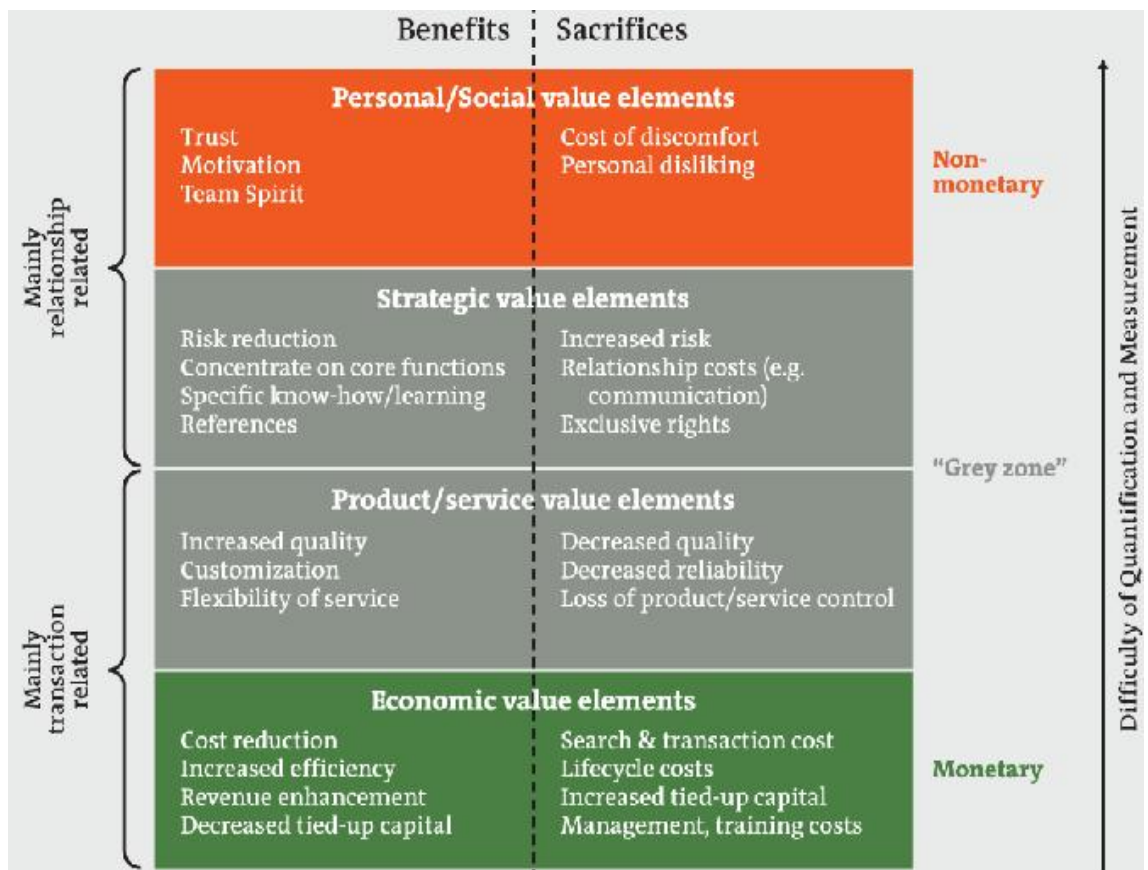 Benefits Sacrifices
Personal/Social value elements
Trust
Motivation
Team Spirit
Cost of discomfort
Personal disliking
Non-
monetary
Mainly
relationship
related
Strategic value elements
Risk reduction
Concentrate on core functions
Specific know-how/learning
References
Increased risk
Relationship costs (e.g.
communication)
Exclusive rights
"Grey zone"
Product/service value elements
Increased quality
Customization
Flexibility of service
Decreased quality
Decreased reliability
Loss of product/service control
Mainly
transaction
related
Economic value elements
Cost reduction
Increased efficiency
Revenue enhancement
Decreased tied-up capital
Search & transaction cost
Lifecycle costs
Increased tied-up capital
Management, training costs
Monetary
Difficulty of Quantification and Measurement